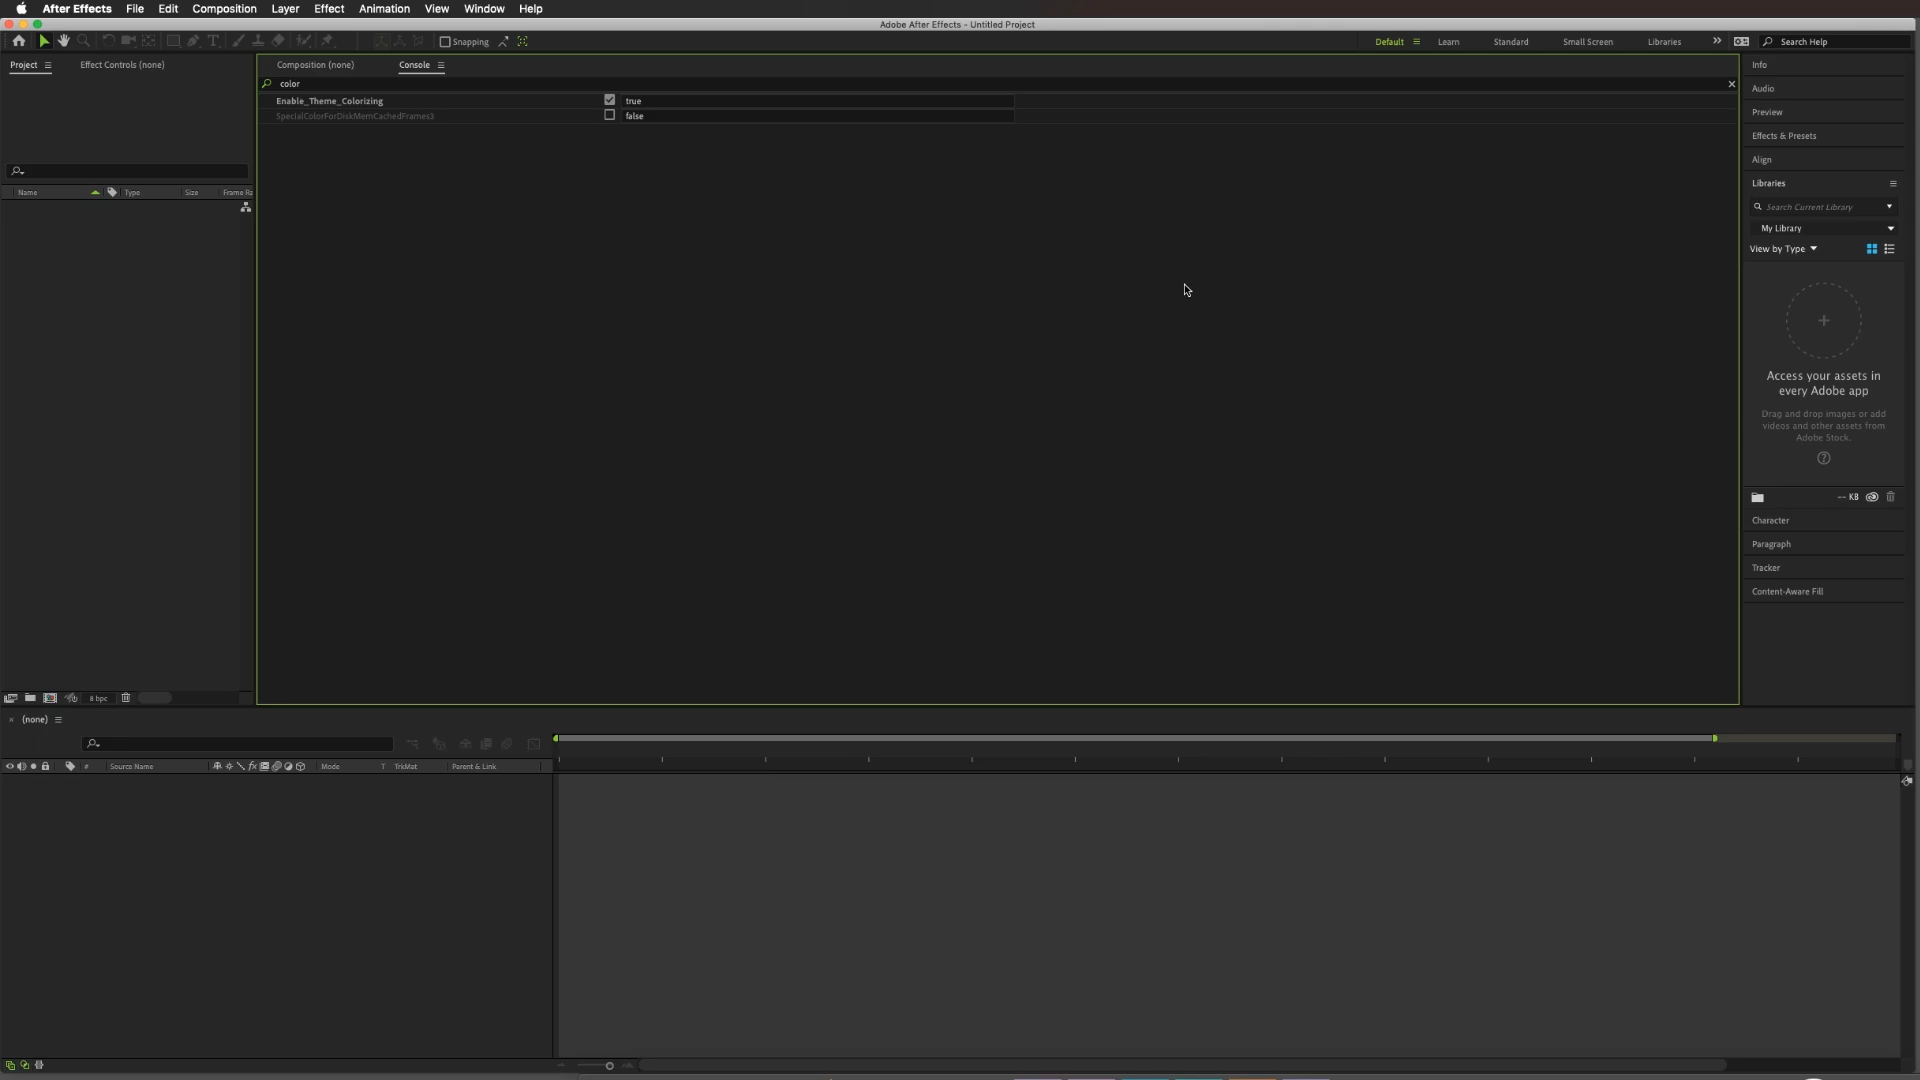 After Effects File Edit Composition Layer Effect Animation View Window Help
Adobe After Effects - Untitled Project
Snapping
Default Learn Standard Small Screen Libraries Search Help
Project Effect Controls (none)
Name Type Size Frame Ra
8 bpc
Composition (none) Console
color
Enable_Theme_Colorizing true
SpecialColorForDiskMemCachedFrames3 false
Info
Audio
Preview
Effects & Presets
Align
Libraries
Search Current Library
My Library
View by Type
Access your assets in
every Adobe app
Drag and drop images or add
videos and other assets from
Adobe Stock.
-- KB
Character
Paragraph
Tracker
Content-Aware Fill
(none)
# Source Name fx Mode T TrkMat Parent & Link